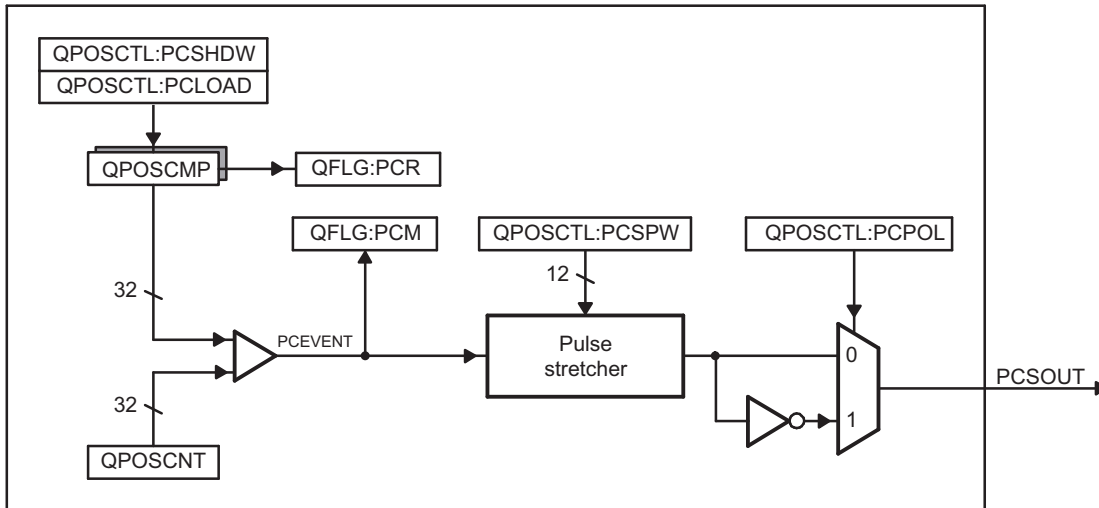 QPOSCTL:PCSHDW
QPOSCTL:PCLOAD
QPOSCMP
QFLG:PCR
QFLG:PCM
QPOSCTL:PCSPW
QPOSCTL:PCPOL
12
32
PCEVENT
Pulse
stretcher
0
PCSOUT
32
1
QPOSCNT